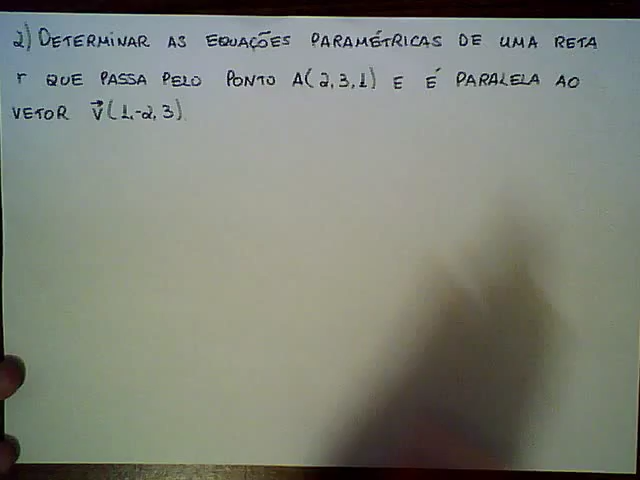 2) DETERMINAR AS EQUAÇÕES PARAMÉTRICAS DE UMA RETA
r QUE PASSA PELO PONTO A(2,3,1) E É PARALELA AO
VETOR V⃗(1,-2,3)